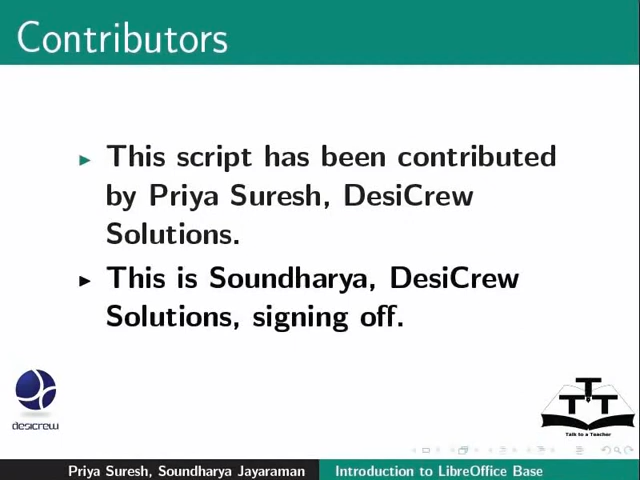 Contributors
This script has been contributed
by Priya Suresh, DesiCrew
Solutions.
This is Soundharya, DesiCrew
Solutions, signing off.
desicrew
T
T T
Talk to a Teacher
Priya Suresh, Soundharya Jayaraman
Introduction to LibreOffice Base